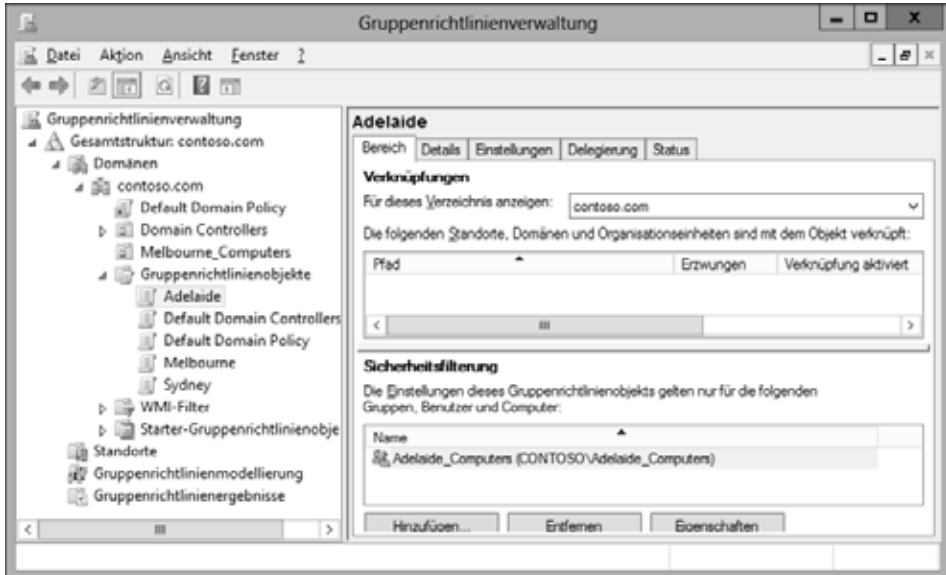 Gruppenrichtlinienverwaltung
Datei Aktion Ansicht Fenster ?
Gruppenrichtlinienverwaltung
Gesamtstruktur: contoso.com
Domänen
contoso.com
Default Domain Policy
Domain Controllers
Melbourne_Computers
Gruppenrichtlinienobjekte
Adelaide
Default Domain Controllers
Default Domain Policy
Melbourne
Sydney
WMI-Filter
Starter-Gruppenrichtlinienobje
Standorte
Gruppenrichtlinienmodellierung
Gruppenrichtlinienergebnisse
Adelaide
Bereich Details Einstellungen Delegierung Status
Verknüpfungen
Für dieses Verzeichnis anzeigen: contoso.com
Die folgenden Standorte, Domänen und Organisationseinheiten sind mit dem Objekt verknüpft:
Pfad Erzwungen Verknüpfung aktiviert
Sicherheitsfilterung
Die Einstellungen dieses Gruppenrichtlinienobjekts gelten nur für die folgenden
Gruppen, Benutzer und Computer:
Name
Adelaide_Computers (CONTOSO\Adelaide_Computers)
Hinzufügen... Entfernen Eigenschaften